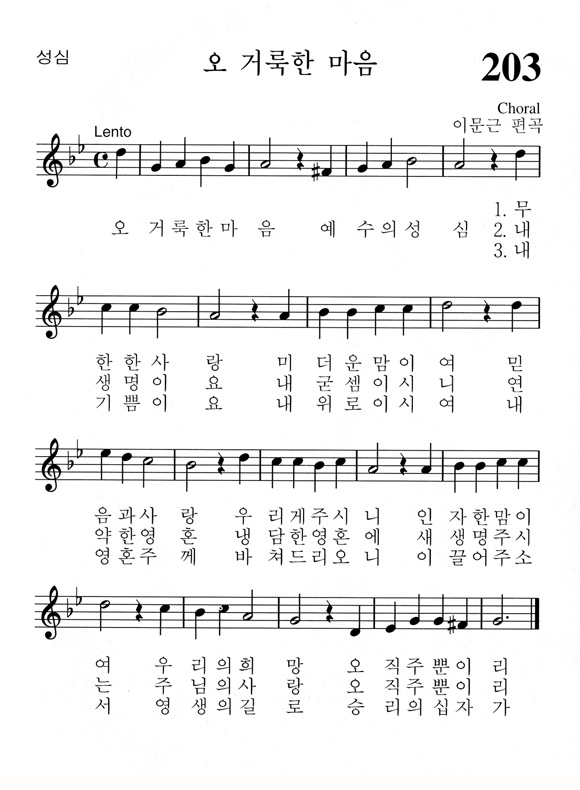 성심
오 거룩한 마음
203
Choral
이문근 편곡
Lento
1. 무
오 거룩한마 음 예 수의성 심 2. 내
3. 내
한한사 랑 미 더운맘이 여 믿
생명이 요 내 굳셈이시 니 연
기쁨이 요 내 위로이시 여 내
음과사 랑 우 리게주시 니 인 자한맘이
약한영 혼 냉 담한영혼 에 새 생명주시
영혼주 께 바 쳐드리오 니 이 끌어주소
여 우 리의희 망 오 직주뿐이 리
는 주 님의사 랑 오 직주뿐이 리
서 영 생의길 로 승 리의십자 가